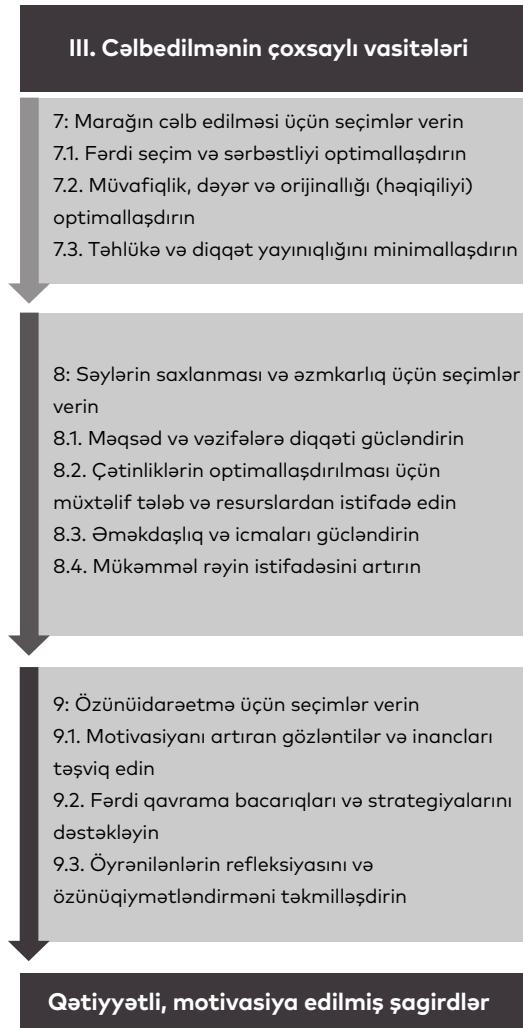 III. Cəlbedilmənin çoxsaylı vasitələri
7: Marağın cəlb edilməsi üçün seçimlər verin
7.1. Fərdi seçim və sərbəstliyi optimallaşdırın
7.2. Müvafiqlik, dəyər və orijinallığı (həqiqiliyi)
optimallaşdırın
7.3. Təhlükə və diqqət yayınıqlığını minimallaşdırın
8: Səylərin saxlanması və əzmkarlıq üçün seçimlər
verin
8.1. Məqsəd və vəzifələrə diqqəti gücləndirin
8.2. Çətinliklərin optimallaşdırılması üçün
müxtəlif tələb və resurslardan istifadə edin
8.3. Əməkdaşlıq və icmaları gücləndirin
8.4. Mükəmməl rəyin istifadəsini artırın
9: Özünüidarəetmə üçün seçimlər verin
9.1. Motivasiyanı artıran gözləntilər və inancları
təşviq edin
9.2. Fərdi qavrama bacarıqları və strategiyalarını
dəstəkləyin
9.3. Öyrənilənlərin refleksiyasını və
özünüqiymətləndirməni təkmilləşdirin
Qətiyyətli, motivasiya edilmiş şagirdlər